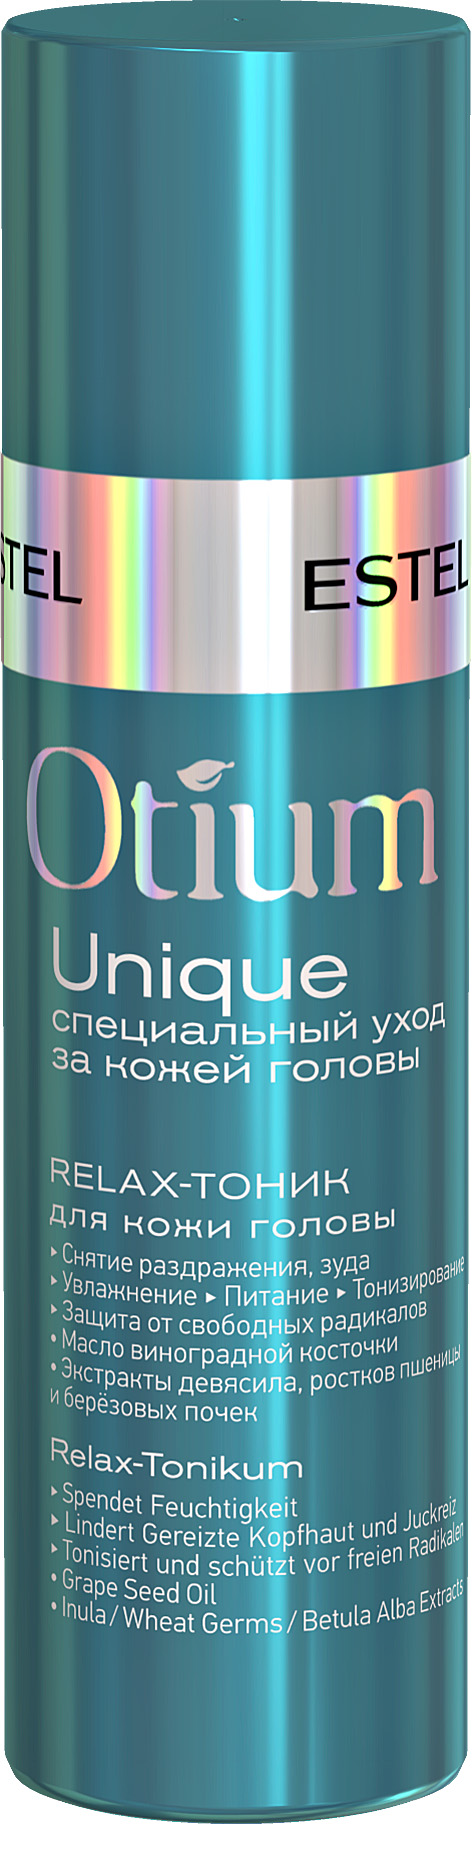 STEL ESTEL
Otium
Unique
специальный уход
за кожей головы
RELAX-ТОНИК
для кожи головы
▸ Снятие раздражения, зуда
▸ Увлажнение ▸ Питание ▸ Тонизирование
▸ Защита от свободных радикалов
• Масло виноградной косточки
• Экстракты девясила, ростков пшеницы
и берёзовых почек
Relax-Tonikum
▸ Spendet Feuchtigkeit
▸ Lindert Gereizte Kopfhaut und Juckreiz
▸ Tonisiert und schützt vor freien Radikalen
• Grape Seed Oil
• Inula / Wheat Germs / Betula Alba Extracts